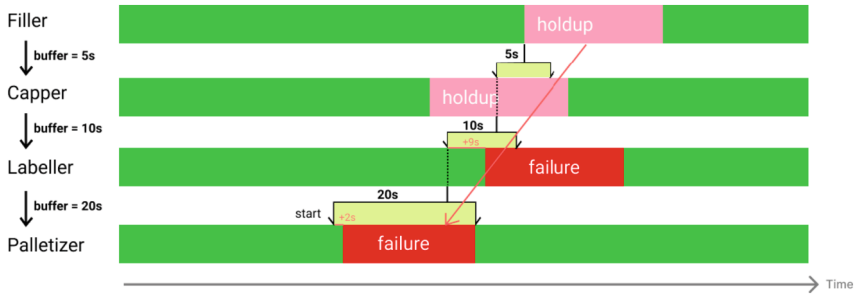 Filler
holdup
buffer = 5s
5s
Capper
holdup
buffer = 10s
10s
+9s
Labeller
failure
buffer = 20s
20s
start
+2s
Palletizer
failure
Time